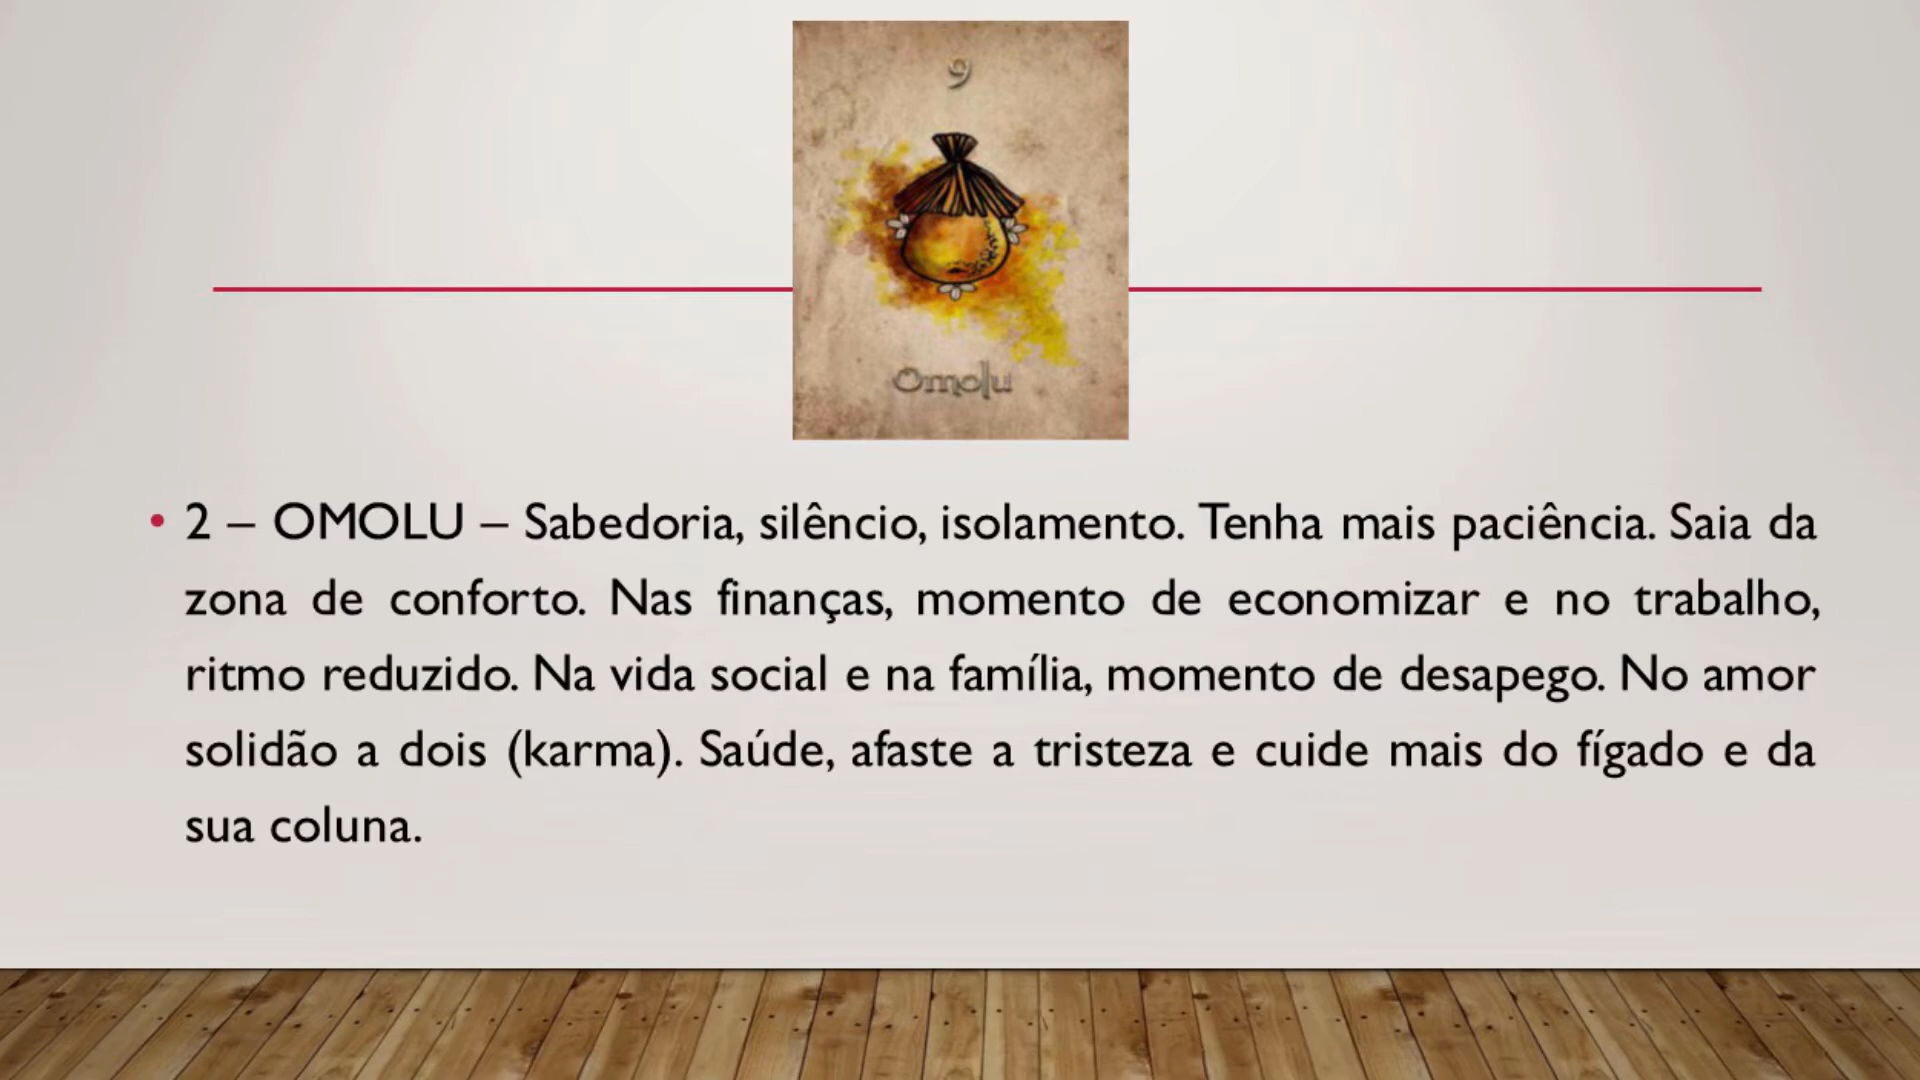 9
Omolu
• 2 – OMOLU – Sabedoria, silêncio, isolamento. Tenha mais paciência. Saia da
zona de conforto. Nas finanças, momento de economizar e no trabalho,
ritmo reduzido. Na vida social e na família, momento de desapego. No amor
solidão a dois (karma). Saúde, afaste a tristeza e cuide mais do fígado e da
sua coluna.